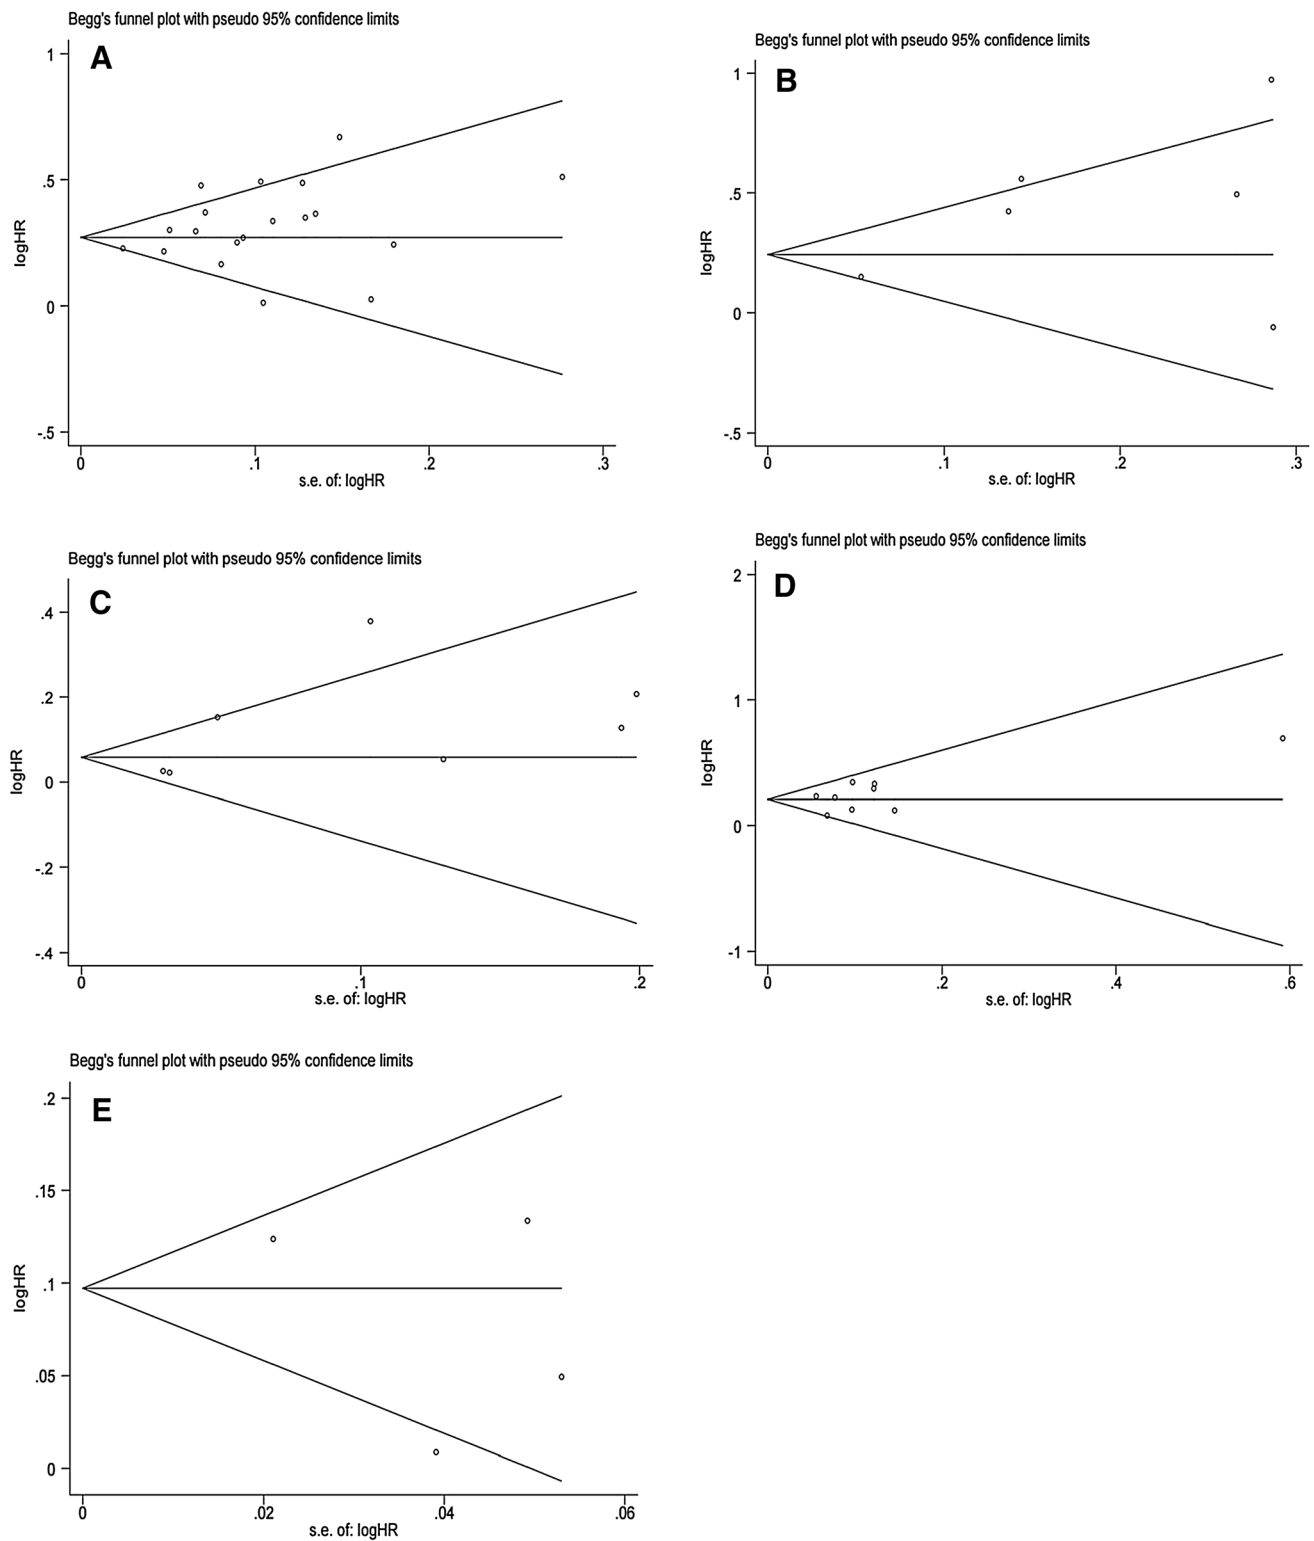 Begg's funnel plot with pseudo 95% confidence limits
A
1
.5
0
-.5
logHR
0 .1 .2 .3
s.e. of: logHR
Begg's funnel plot with pseudo 95% confidence limits
B
1
.5
0
-.5
logHR
0 .1 .2 .3
s.e. of: logHR
Begg's funnel plot with pseudo 95% confidence limits
C
.4
.2
0
-.2
-.4
logHR
0 .1 .2
s.e. of: logHR
Begg's funnel plot with pseudo 95% confidence limits
D
2
1
0
-1
logHR
0 .2 .4 .6
s.e. of: logHR
Begg's funnel plot with pseudo 95% confidence limits
E
.2
.15
.1
.05
0
logHR
0 .02 .04 .06
s.e. of: logHR